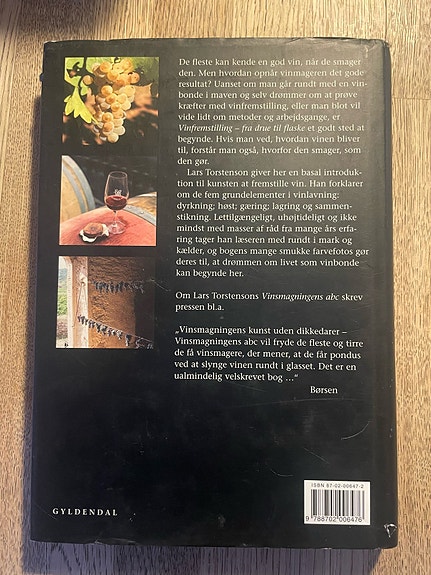 De fleste kan kende en god vin, når de smager
den. Men hvordan opnår vinmageren det gode
resultat? Uanset om man går rundt med en vin-
bonde i maven og selv drømmer om at prøve
kræfter med vinfremstilling, eller man blot vil
vide lidt om metoder og arbejdsgange, er
Vinfremstilling – fra drue til flaske et godt sted at
begynde. Hvis man ved, hvordan vinen bliver
til, forstår man også, hvorfor den smager, som
den gør.
Lars Torstenson giver her en basal introduk-
tion til kunsten at fremstille vin. Han forklarer
om de fem grundelementer i vinlavning:
dyrkning; høst; gæring; lagring og sammen-
stikning. Lettilgængeligt, uhøjtideligt og ikke
mindst med masser af råd fra mange års erfa-
ring tager han læseren med rundt i mark og
kælder, og bogens mange smukke farvefotos gør
deres til, at drømmen om livet som vinbonde
kan begynde her.
Om Lars Torstensons Vinsmagningens abc skrev
pressen bl.a.
„Vinsmagningens kunst uden dikkedarer –
Vinsmagningens abc vil fryde de fleste og tirre
de få vinsmagere, der mener, at de får pondus
ved at slynge vinen rundt i glasset. Det er en
ualmindelig velskrevet bog ...“
Børsen
ISBN 87-02-00647-2
9 788702 006476
GYLDENDAL